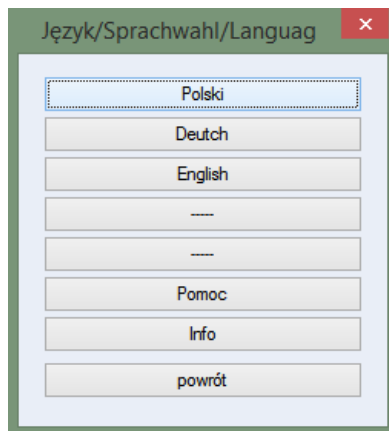 Język/Sprachwahl/Languag
Polski
Deutch
English
-----
-----
Pomoc
Info
powrót